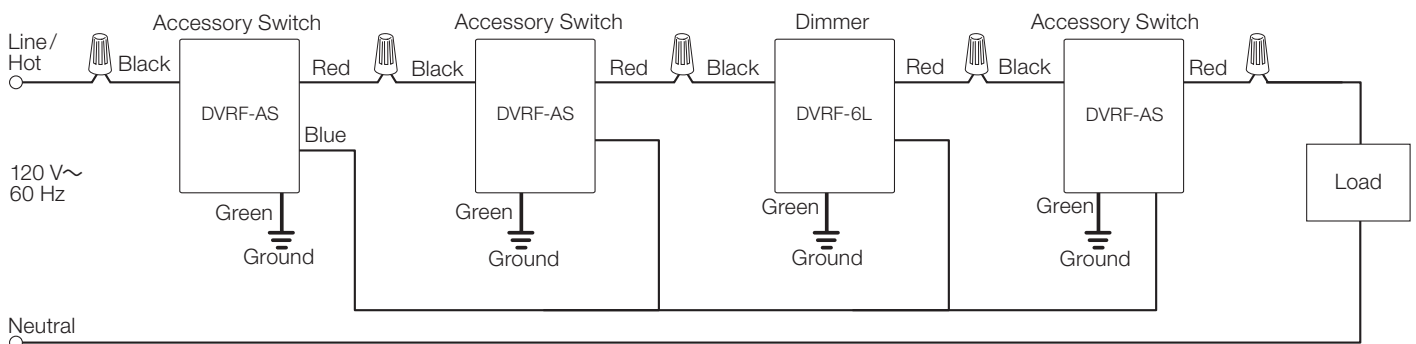 Accessory Switch
Accessory Switch
Dimmer
Accessory Switch
Line/
Hot
Black
Red
Black
Red
Black
Red
Black
Red
DVRF-AS
DVRF-AS
DVRF-6L
DVRF-AS
Blue
120 V~
60 Hz
Load
Green
Green
Green
Green
Ground
Ground
Ground
Ground
Neutral